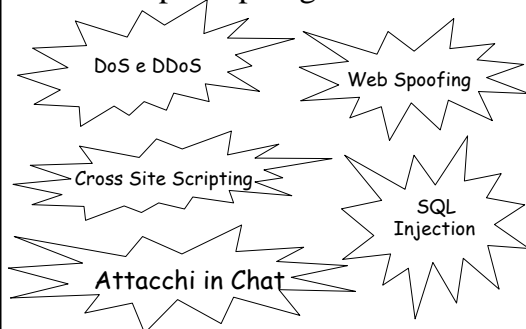 DoS e DDoS
Web Spoofing
Cross Site Scripting
SQL
Injection
Attacchi in Chat